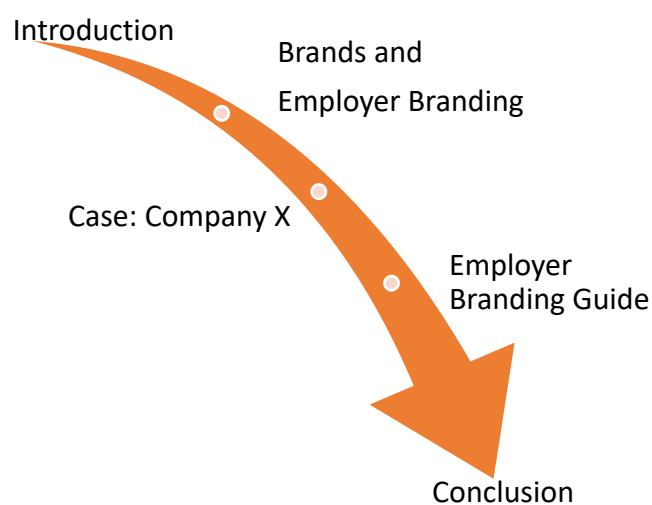 Introduction
Brands and
Employer Branding
Case: Company X
Employer
Branding Guide
Conclusion